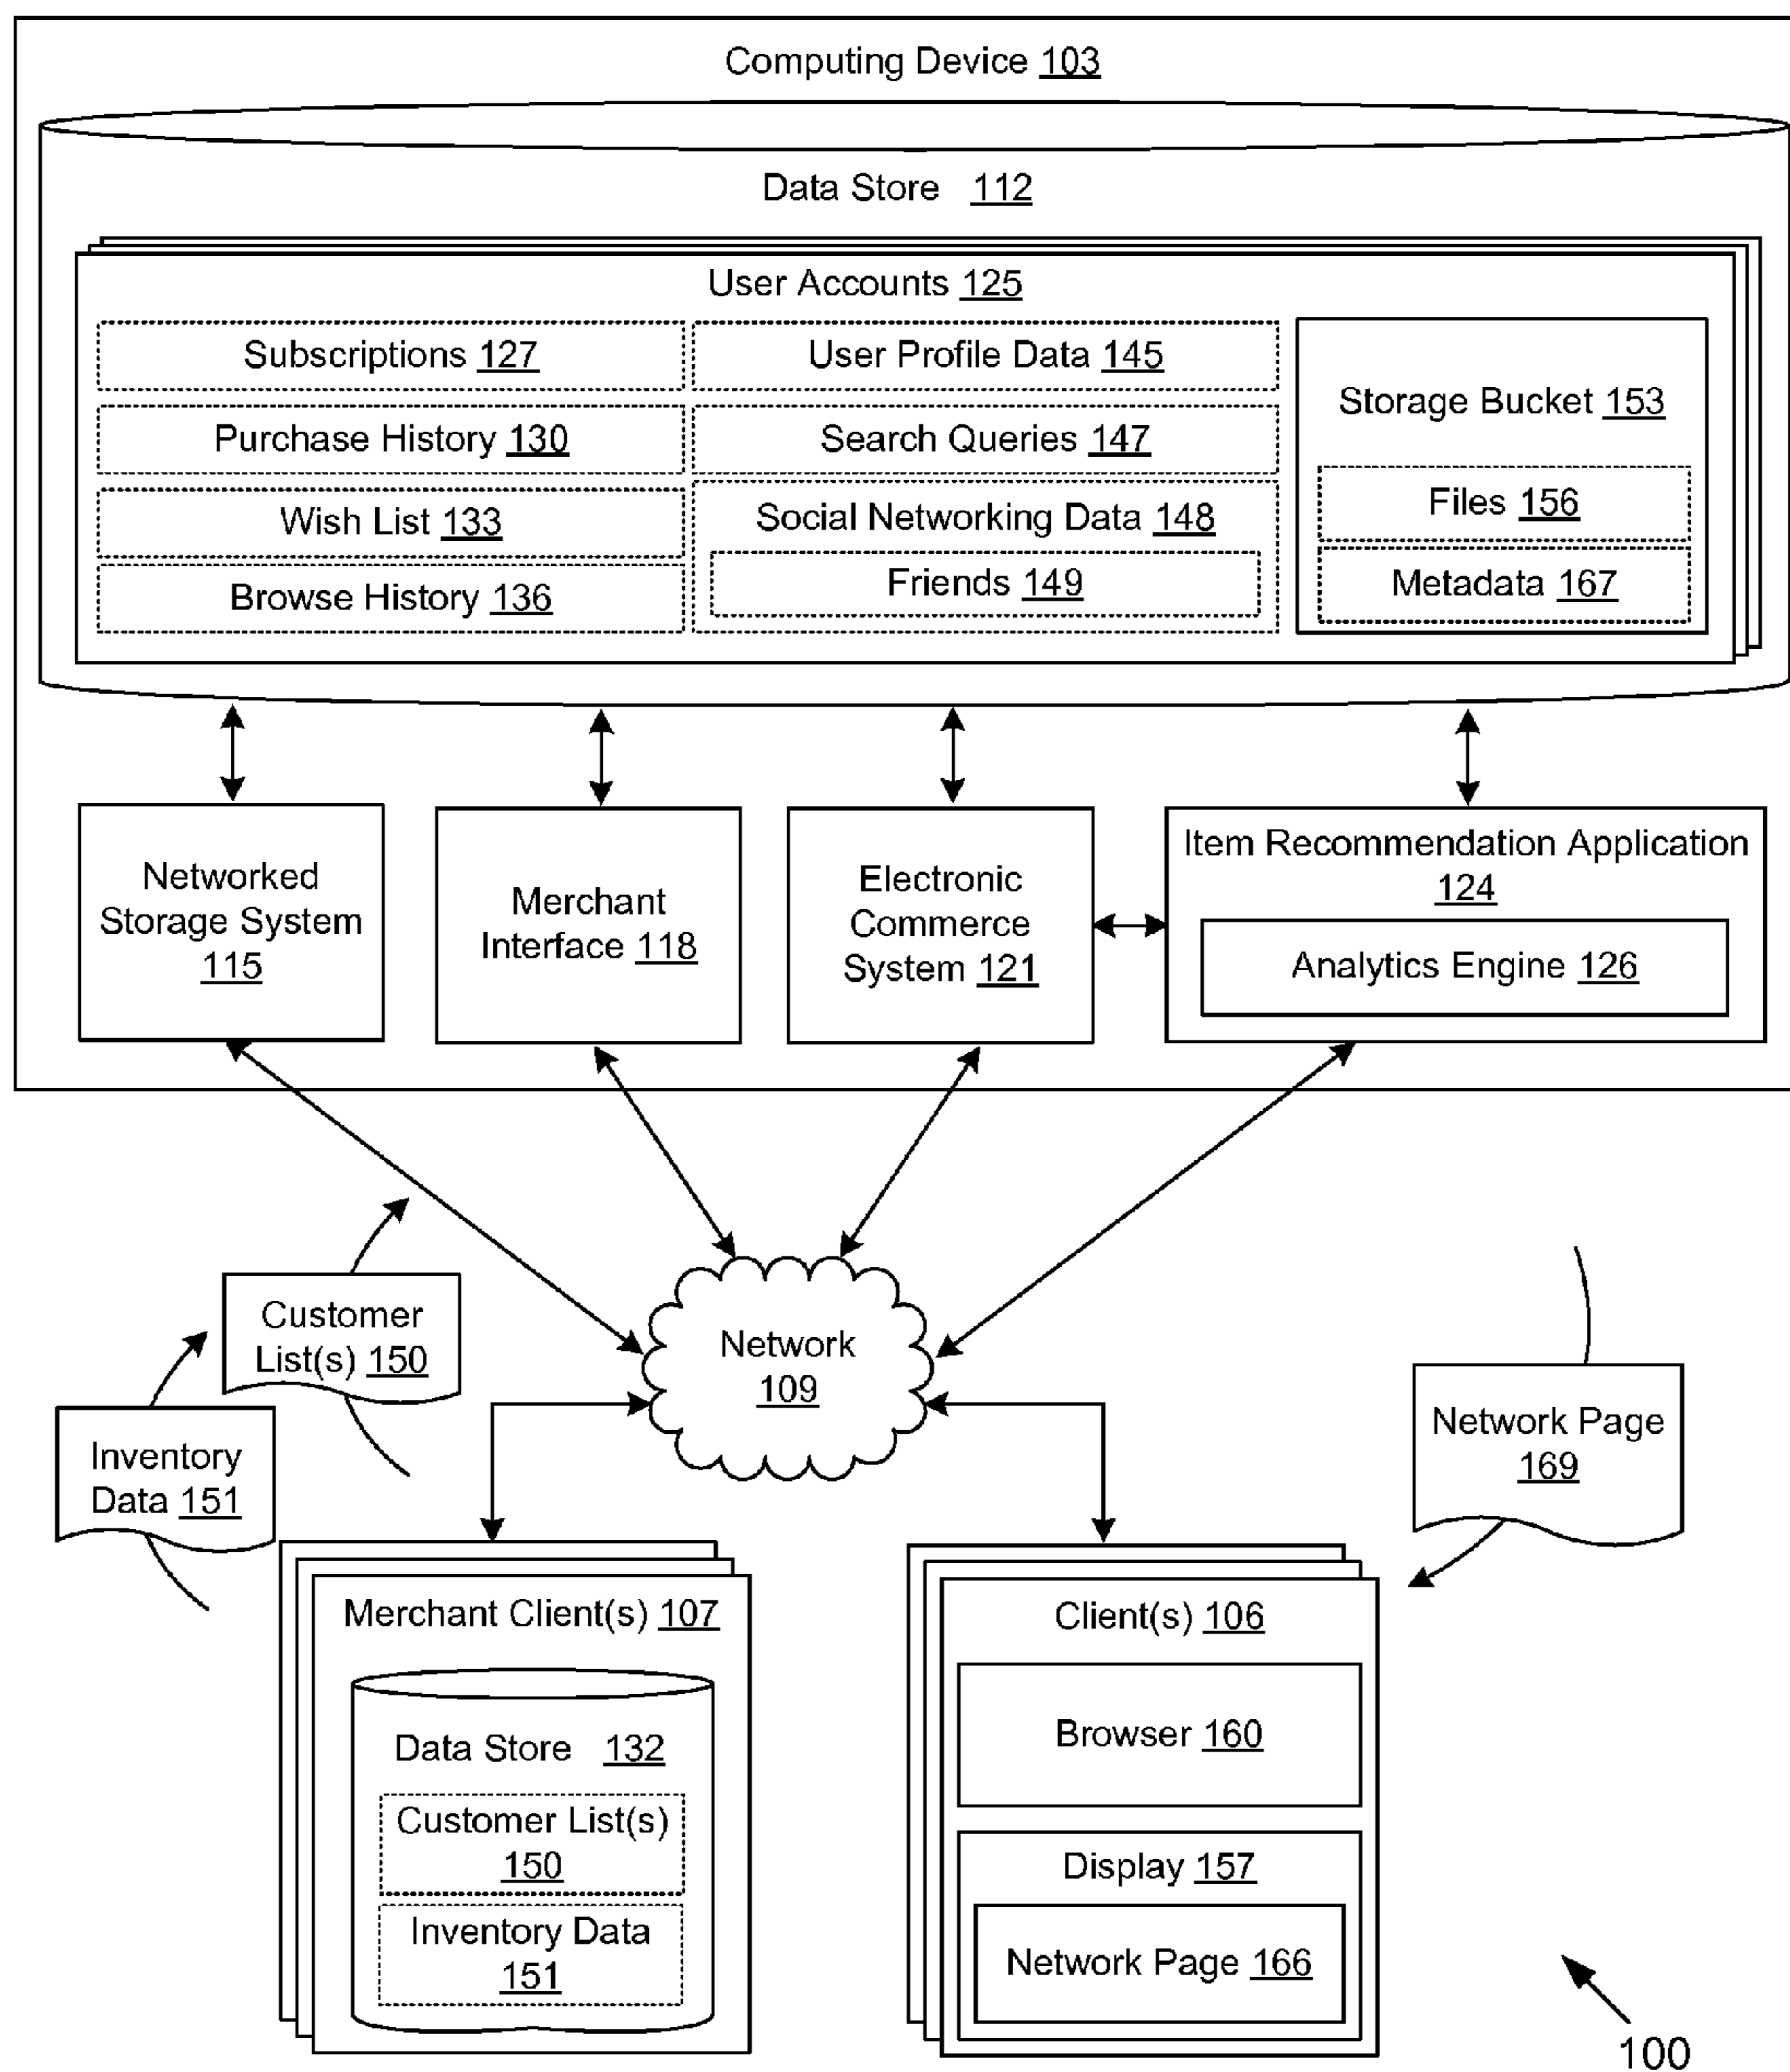 Computing Device 103
Data Store 112
User Accounts 125
Subscriptions 127
Purchase History 130
Wish List 133
Browse History 136
User Profile Data 145
Search Queries 147
Social Networking Data 148
Friends 149
Storage Bucket 153
Files 156
Metadata 167
Networked
Storage System
115
Merchant
Interface 118
Electronic
Commerce
System 121
Item Recommendation Application
124
Analytics Engine 126
Customer
List(s) 150
Inventory
Data 151
Network
109
Network Page
169
Merchant Client(s) 107
Data Store 132
Customer List(s)
150
Inventory Data
151
Client(s) 106
Browser 160
Display 157
Network Page 166
100